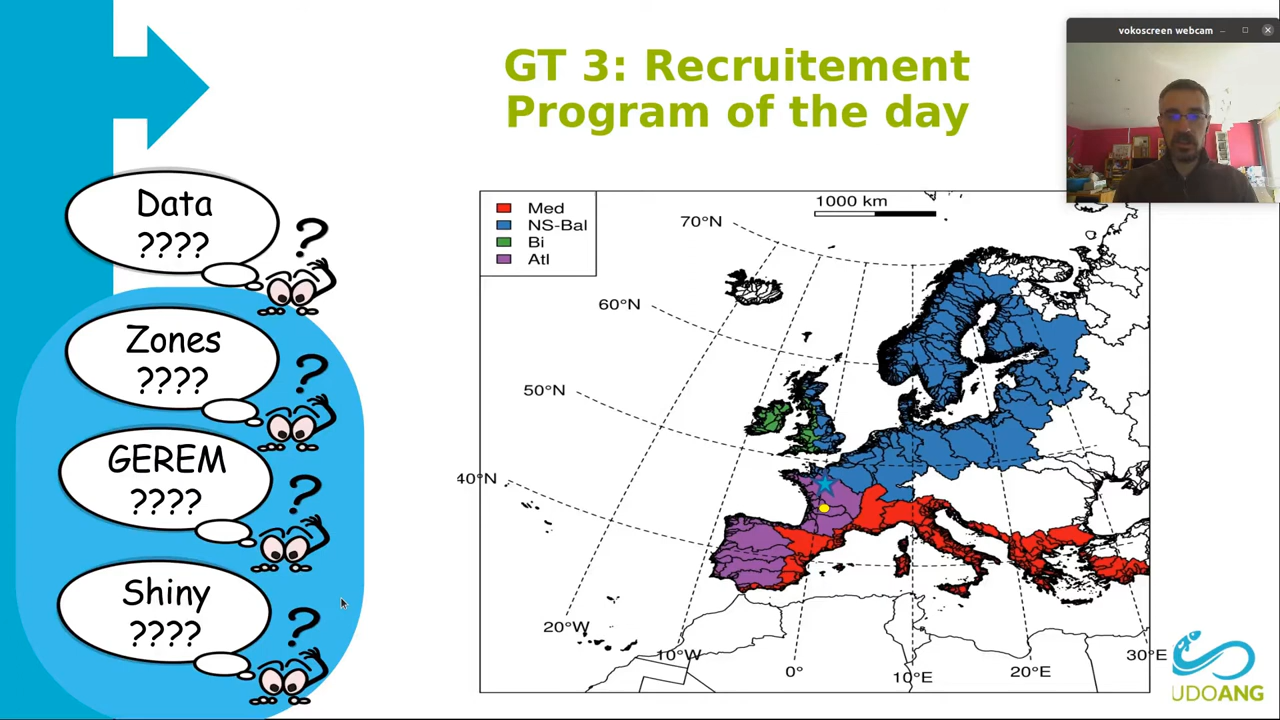 GT 3: Recruitement
Program of the day
vokoscreen webcam
Data
????
?
Zones
????
?
GEREM
????
?
Shiny
????
?
Med
NS-Bal
Bi
Atl
1000 km
70°N
60°N
50°N
40°N
20°W
10°W
0°
10°E
20°E
30°E
UDOANG